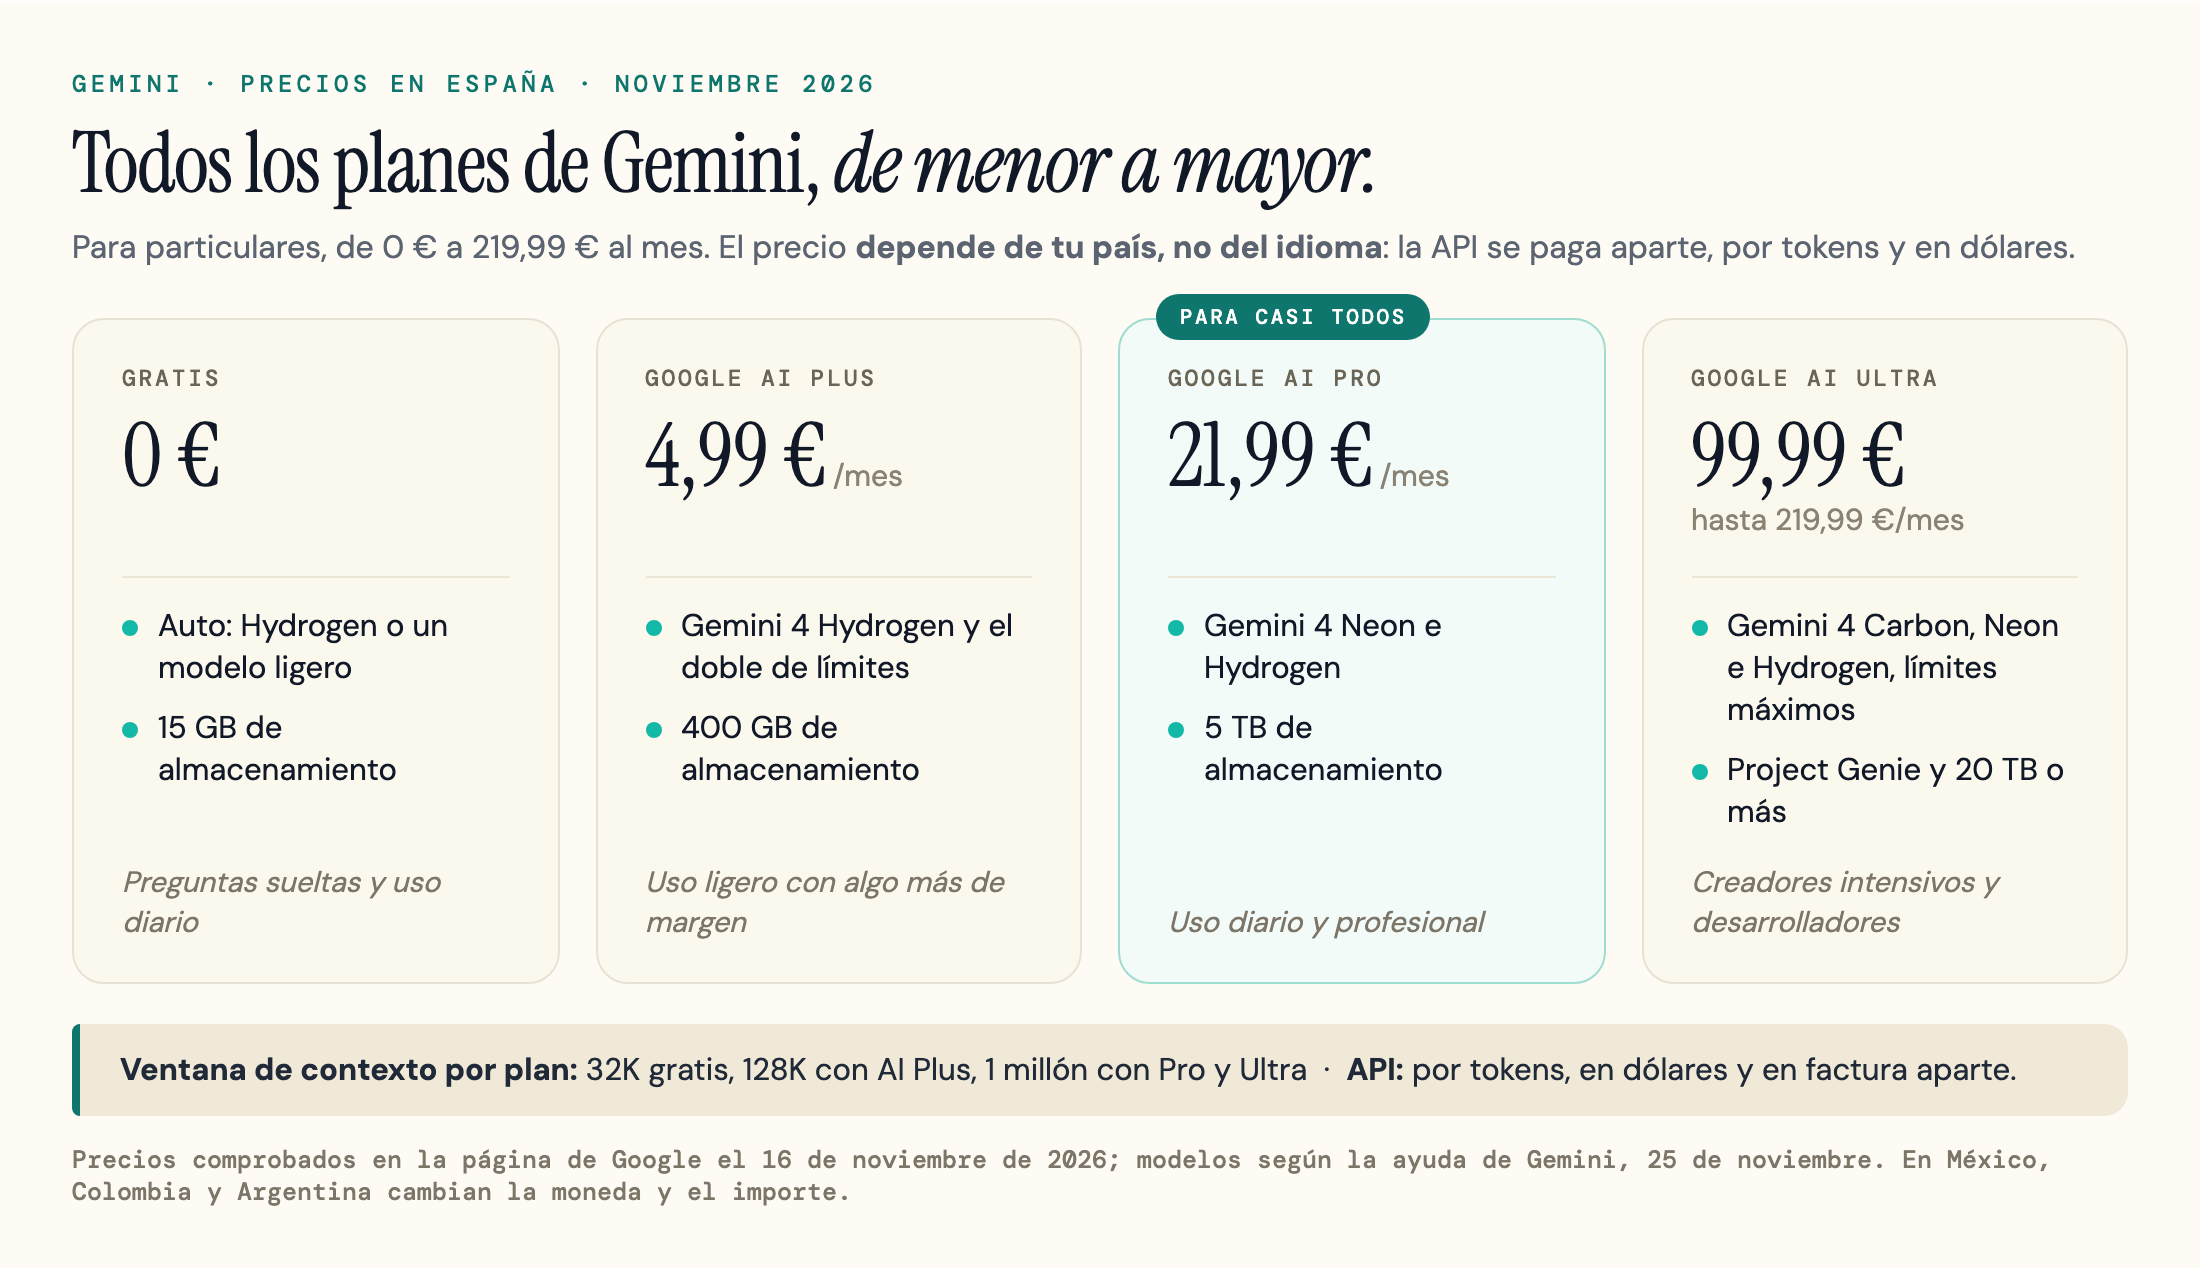 GEMINI · PRECIOS EN ESPAÑA · NOVIEMBRE 2026
Todos los planes de Gemini, de menor a mayor.
Para particulares, de 0 € a 219,99 € al mes. El precio depende de tu país, no del idioma: la API se paga aparte, por tokens y en dólares.
GRATIS
0 €
Auto: Hydrogen o un
modelo ligero
15 GB de
almacenamiento
Preguntas sueltas y uso
diario
GOOGLE AI PLUS
4,99 € /mes
Gemini 4 Hydrogen y el
doble de límites
400 GB de
almacenamiento
Uso ligero con algo más de
margen
PARA CASI TODOS
GOOGLE AI PRO
21,99 € /mes
Gemini 4 Neon e
Hydrogen
5 TB de
almacenamiento
Uso diario y profesional
GOOGLE AI ULTRA
99,99 €
hasta 219,99 €/mes
Gemini 4 Carbon, Neon
e Hydrogen, límites
máximos
Project Genie y 20 TB o
más
Creadores intensivos y
desarrolladores
Ventana de contexto por plan: 32K gratis, 128K con AI Plus, 1 millón con Pro y Ultra · API: por tokens, en dólares y en factura aparte.
Precios comprobados en la página de Google el 16 de noviembre de 2026; modelos según la ayuda de Gemini, 25 de noviembre. En México,
Colombia y Argentina cambian la moneda y el importe.